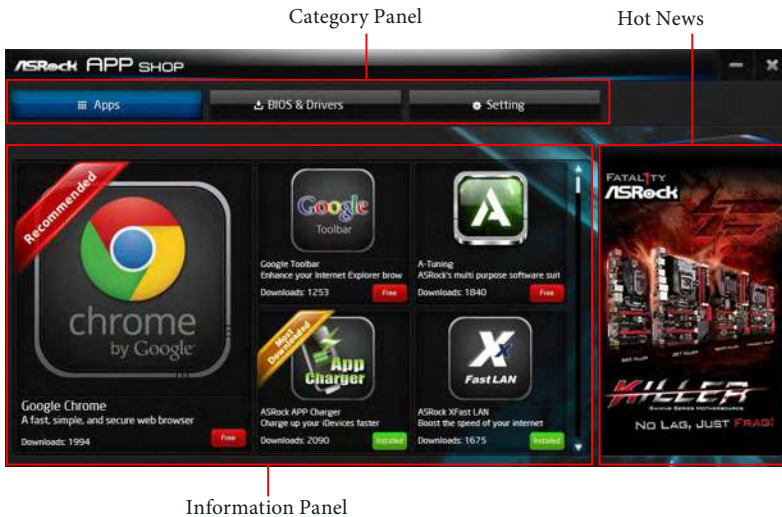 Category Panel
Hot News
ASRock APP SHOP
Apps
BIOS & Drivers
Setting
Recommended
chrome
by Google
Google Chrome
A fast, simple, and secure web browser
Downloads: 1994
Free
Google
Toolbar
Google Toolbar
Enhance your Internet Explorer brow
Downloads: 1253
Free
A-Tuning
ASRock's multi purpose software suit
Downloads: 1840
Free
Most
Downloaded
App
Charger
ASRock APP Charger
Charge up your iDevices faster
Downloads: 2090
Installed
Fast LAN
ASRock XFast LAN
Boost the speed of your internet
Downloads: 1675
Installed
FATAL1TY
ASRock
KILLER
GAMING SERIES MOTHERBOARDS
NO LAG, JUST FRAG!
Information Panel